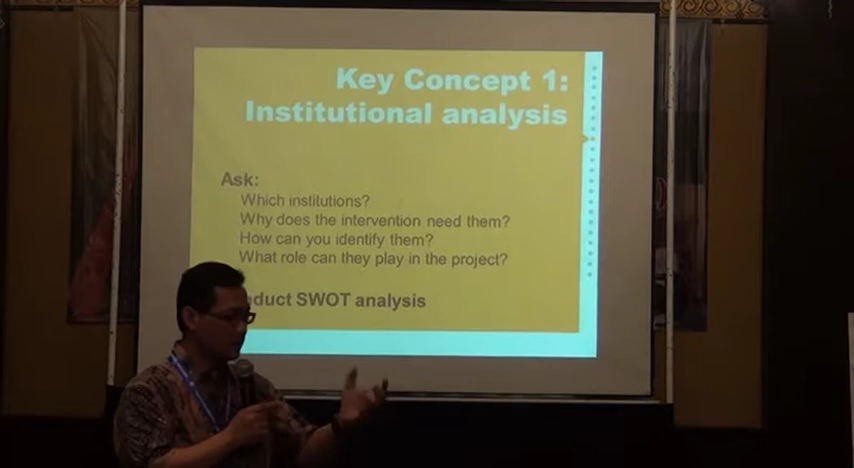 Key Concept 1:
Institutional analysis
Ask:
Which institutions?
Why does the intervention need them?
How can you identify them?
What role can they play in the project?
SWOT analysis